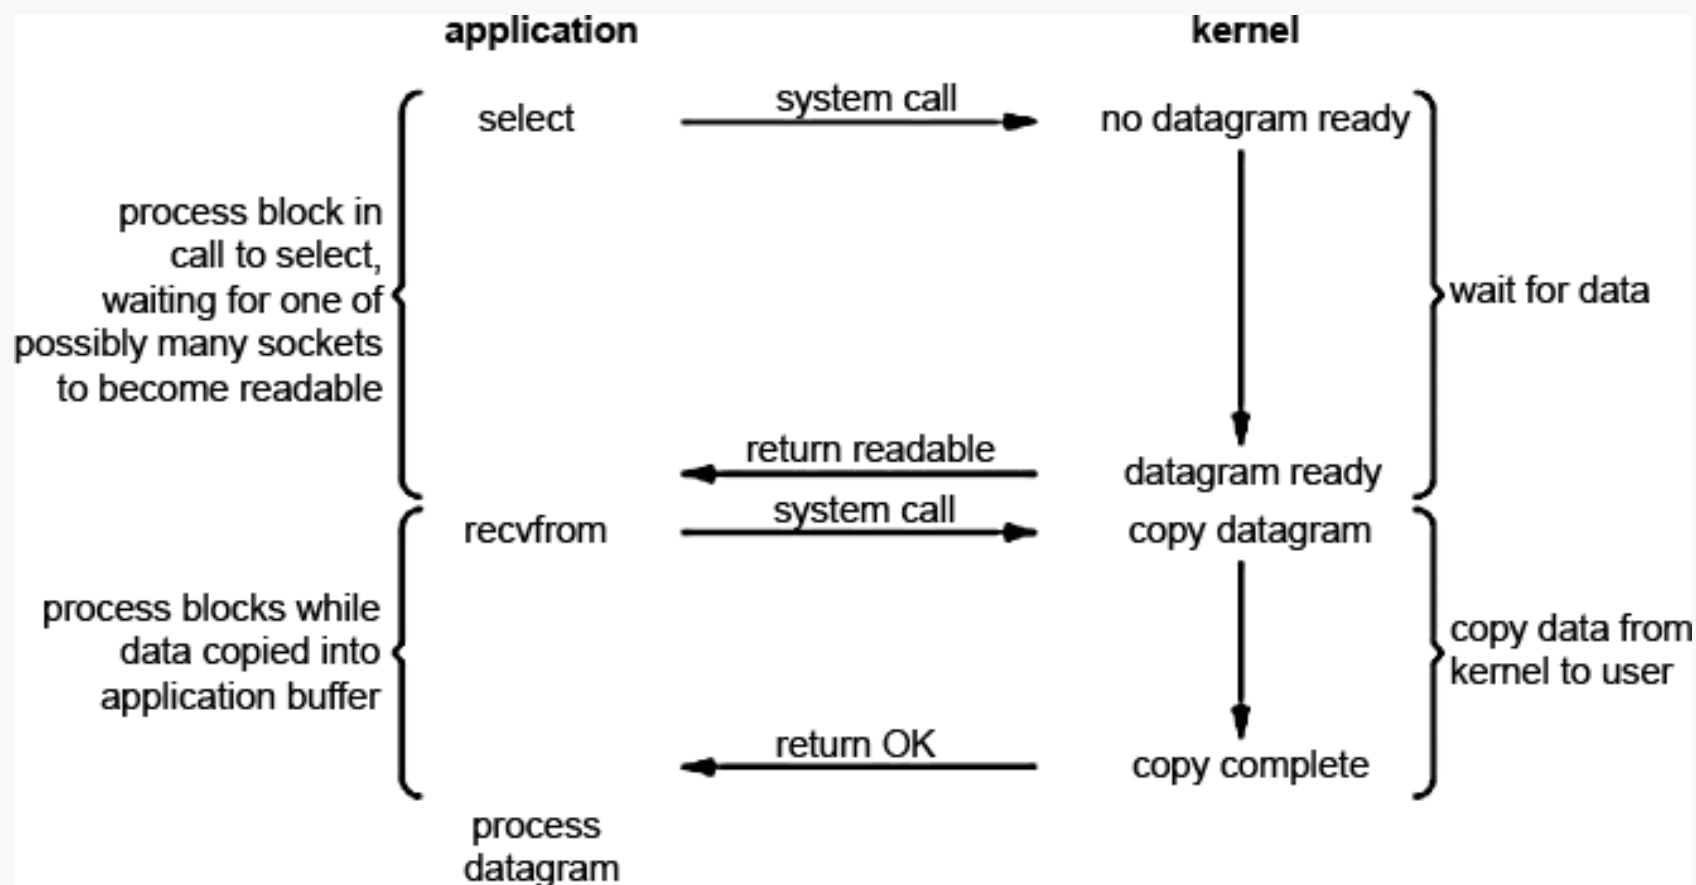 application
kernel
select
system call
no datagram ready
process block in
call to select,
waiting for one of
possibly many sockets
to become readable
wait for data
return readable
datagram ready
recvfrom
system call
copy datagram
process blocks while
data copied into
application buffer
copy data from
kernel to user
return OK
copy complete
process
datagram